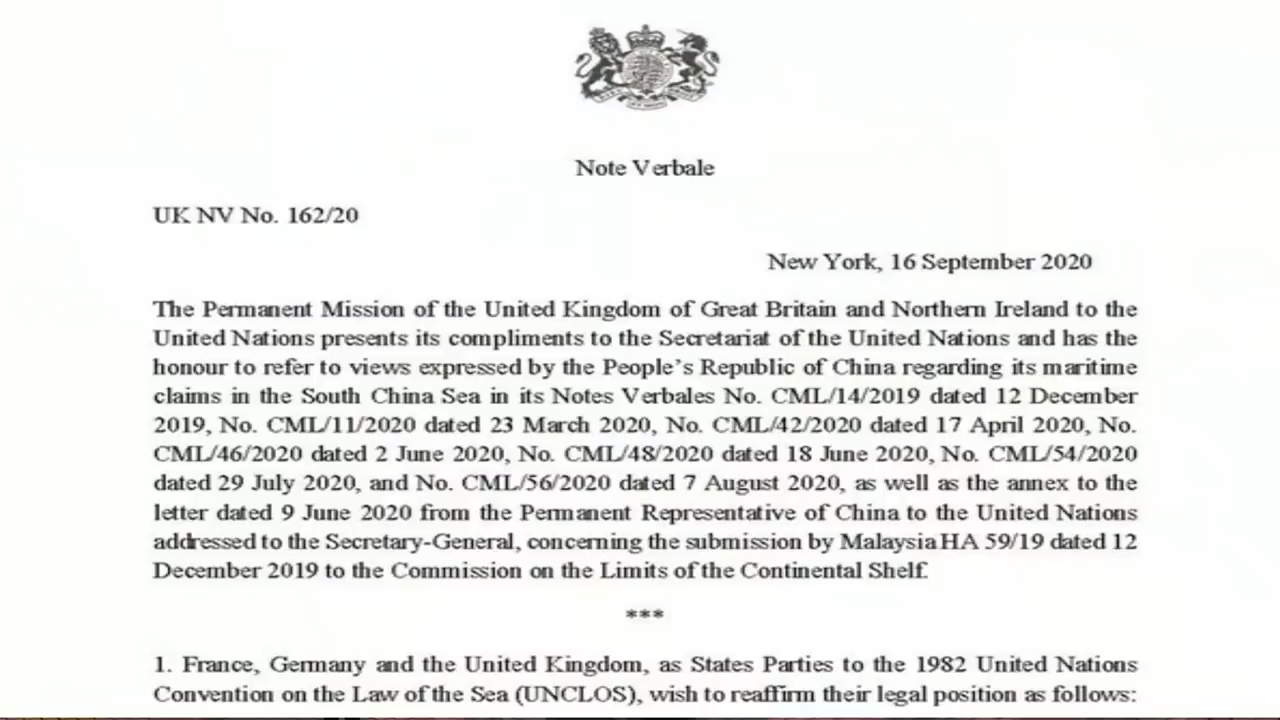 Note Verbale
UK NV No. 162/20
New York, 16 September 2020
The Permanent Mission of the United Kingdom of Great Britain and Northern Ireland to the
United Nations presents its compliments to the Secretariat of the United Nations and has the
honour to refer to views expressed by the People's Republic of China regarding its maritime
claims in the South China Sea in its Notes Verbales No. CML/14/2019 dated 12 December
2019, No. CML/11/2020 dated 23 March 2020, No. CML/42/2020 dated 17 April 2020, No.
CML/46/2020 dated 2 June 2020, No. CML/48/2020 dated 18 June 2020, No. CML/54/2020
dated 29 July 2020, and No. CML/56/2020 dated 7 August 2020, as well as the annex to the
letter dated 9 June 2020 from the Permanent Representative of China to the United Nations
addressed to the Secretary-General, concerning the submission by Malaysia HA 59/19 dated 12
December 2019 to the Commission on the Limits of the Continental Shelf.
***
1. France, Germany and the United Kingdom, as States Parties to the 1982 United Nations
Convention on the Law of the Sea (UNCLOS), wish to reaffirm their legal position as follows: